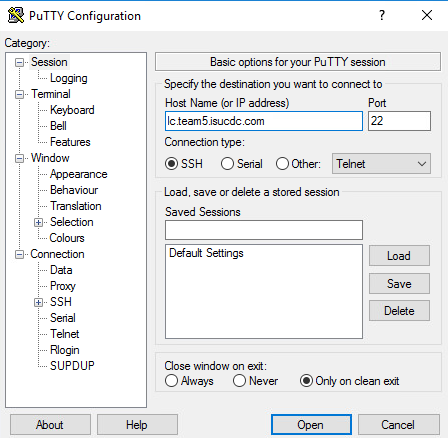 PuTTY Configuration
?
Category:
Session
Logging
Terminal
Keyboard
Bell
Features
Window
Appearance
Behaviour
Translation
Selection
Colours
Connection
Data
Proxy
SSH
Serial
Telnet
Rlogin
SUPDUP
Basic options for your PuTTY session
Specify the destination you want to connect to
Host Name (or IP address) Port
lc.team5.isucdc.com 22
Connection type:
SSH Serial Other: Telnet
Load, save or delete a stored session
Saved Sessions
Default Settings
Load
Save
Delete
Close window on exit:
Always Never Only on clean exit
About Help Open Cancel